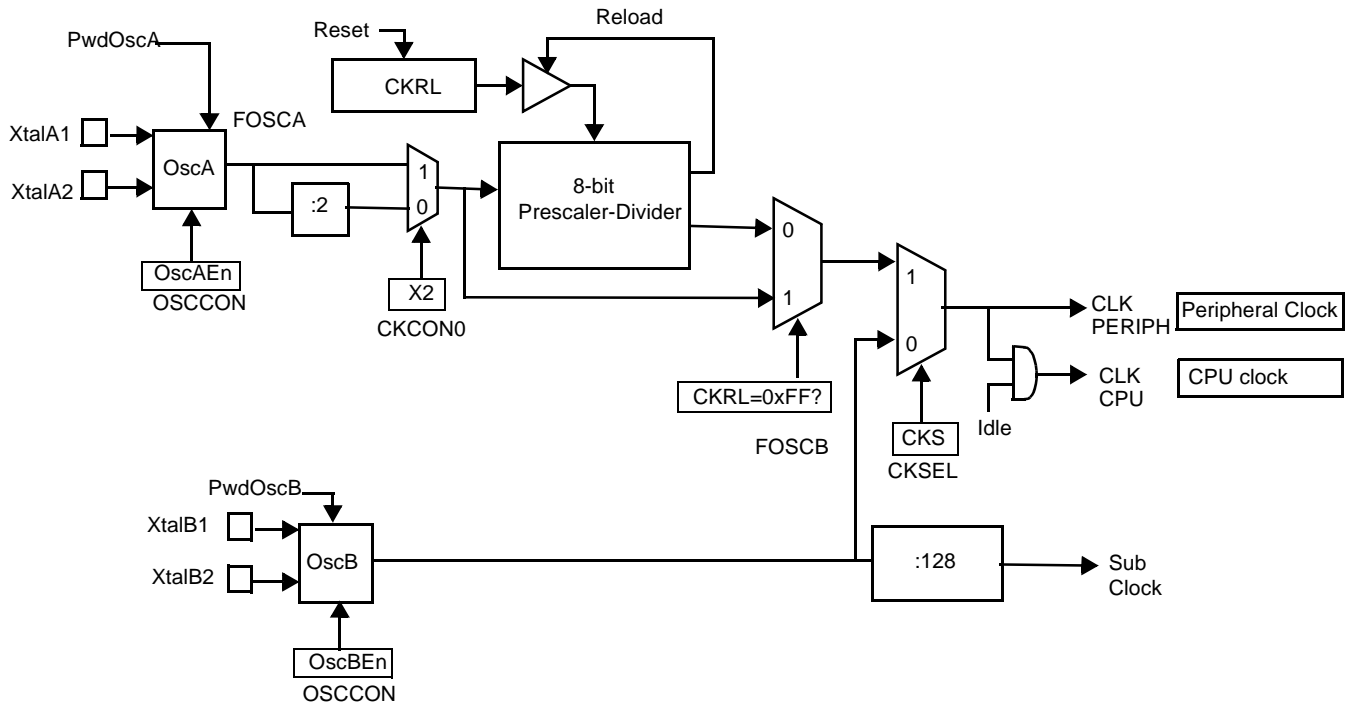 Reload
Reset
PwdOscA
CKRL
FOSCA
XtalA1
OscA
XtalA2
1
0
:2
8-bit
Prescaler-Divider
0
1
OscAEn
OSCCON
X2
CKCON0
1
0
CLK
PERIPH
Peripheral Clock
CLK
CPU
CPU clock
CKRL=0xFF?
Idle
FOSCB
CKS
CKSEL
PwdOscB
XtalB1
OscB
XtalB2
:128
Sub
Clock
OscBEn
OSCCON